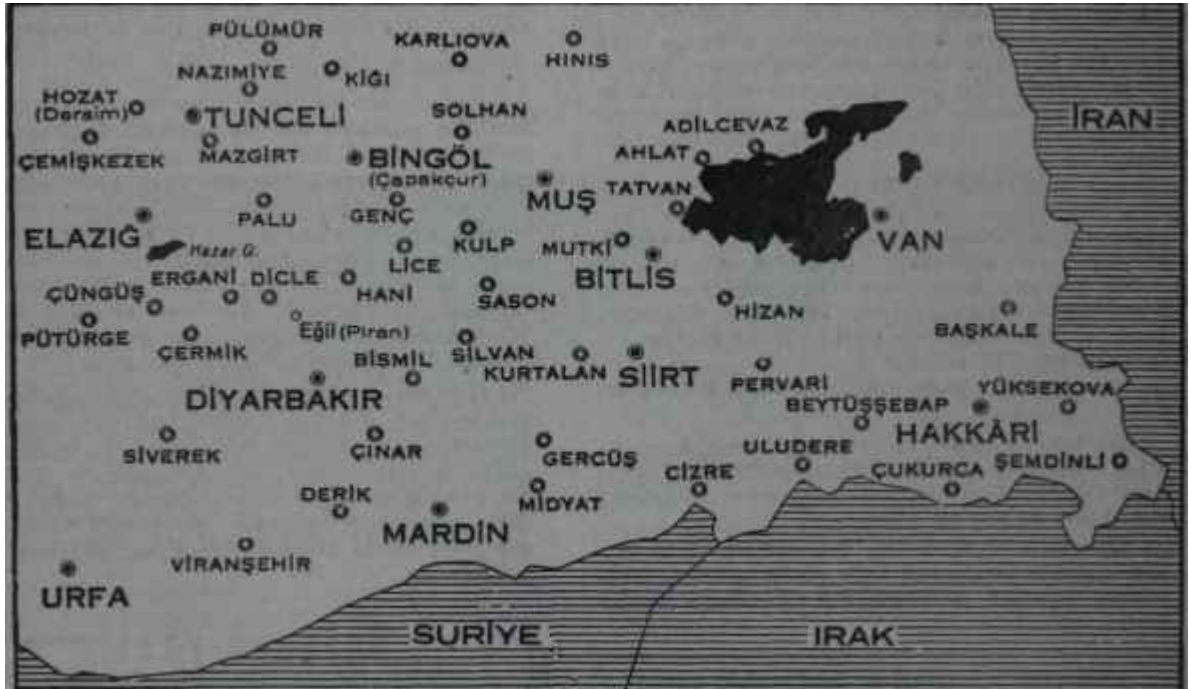 PÜLÜMÜR
KARLIOVA
HINIS
NAZIMİYE
KİĞI
HOZAT
(Dersim)
TUNCELİ
SOLHAN
ADİLCEVAZ
İRAN
ÇEMİŞKEZEK
MAZGİRT
BİNGÖL
(Çapakçur)
AHLAT
MUŞ
TATVAN
PALU
GENÇ
ELAZIĞ
Hazar G.
KULP
MUTKİ
VAN
LİCE
BİTLİS
ERGANİ
DİCLE
HANİ
SASON
ÇÜNGÜŞ
HİZAN
BAŞKALE
PÜTÜRGE
ÇERMİK
Eğil (Piran)
BİSMİL
SİLVAN
KURTALAN
SİİRT
PERVARİ
YÜKSEKOVA
DİYARBAKIR
BEYTÜŞŞEBAP
HAKKÂRİ
SİVEREK
ÇINAR
GERCÜŞ
ULUDERE
ŞEMDİNLİ
CİZRE
ÇUKURCA
DERİK
MİDYAT
MARDİN
VİRANŞEHİR
URFA
SURİYE
IRAK